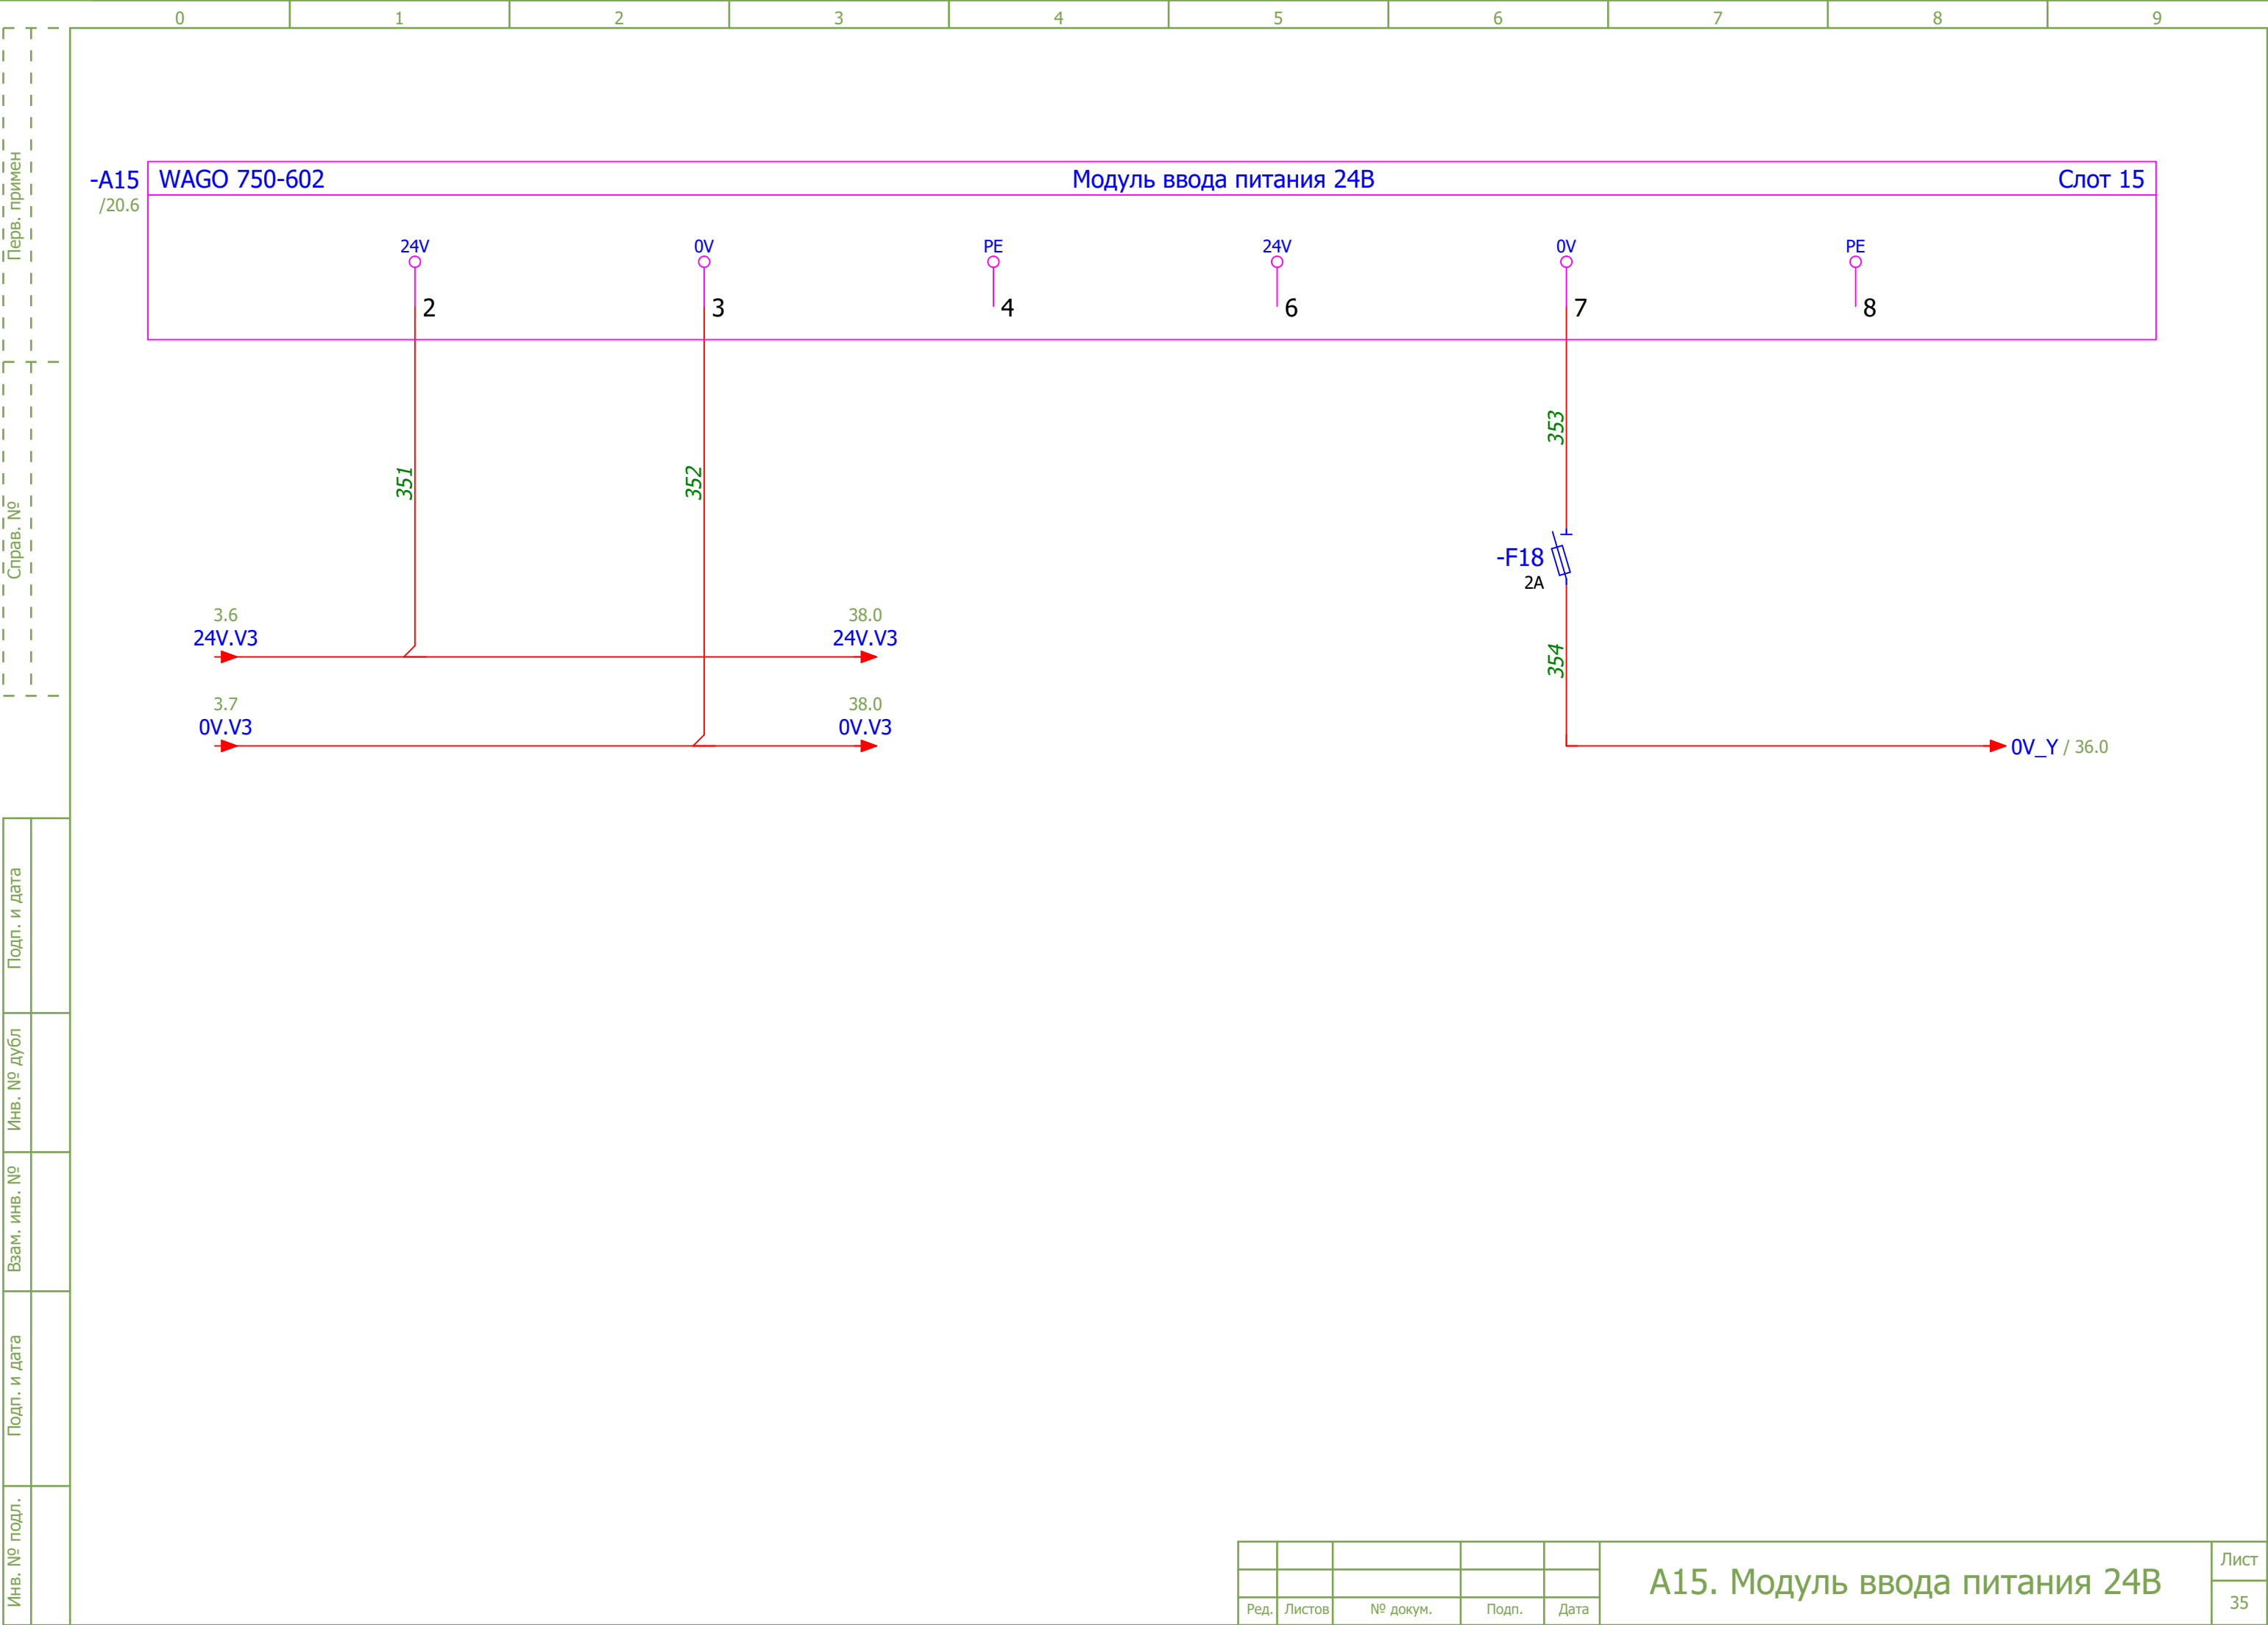 0 1 2 3 4 5 6 7 8 9
-A15 WAGO 750-602 Модуль ввода питания 24В Слот 15
/20.6
24V 0V PE 24V 0V PE
2 3 4 6 7 8
353
351 352
-F18
2A
3.6 38.0
24V.V3 24V.V3
354
3.7 38.0
0V.V3 0V.V3
0V_Y / 36.0
Перв. примен
Справ. №
Подп. и дата
Инв. № дубл
Взам. инв. №
Подп. и дата
Инв. № подл.
Ред. Листов № докум. Подп. Дата
A15. Модуль ввода питания 24В
Лист
35